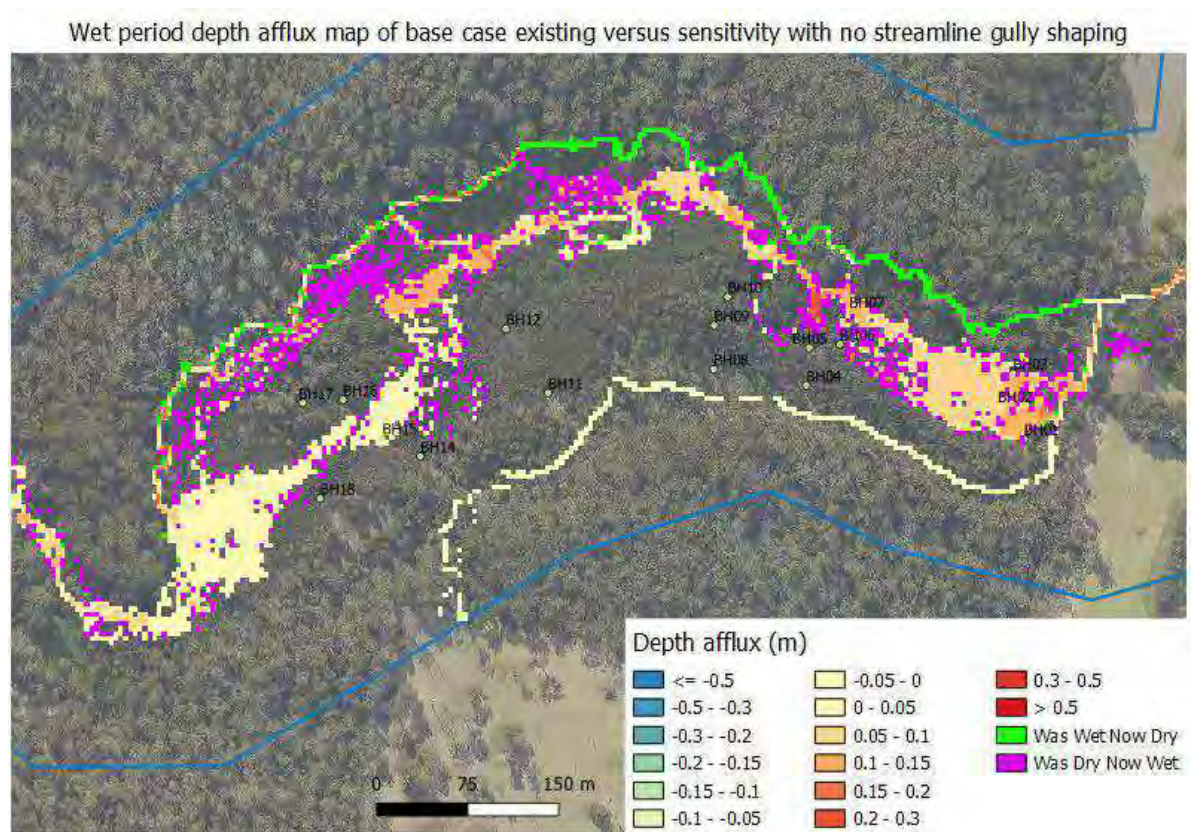 Wet period depth afflux map of base case existing versus sensitivity with no streamline gully shaping
BH10
BH07
BH12
BH09
BH05
BH06
BH08
BH03
BH04
BH11
BH02
BH17
BH16
BH14
BH18
Depth afflux (m)
<= -0.5
-0.5 - -0.3
-0.3 - -0.2
-0.2 - -0.15
-0.15 - -0.1
-0.1 - -0.05
-0.05 - 0
0 - 0.05
0.05 - 0.1
0.1 - 0.15
0.15 - 0.2
0.2 - 0.3
0.3 - 0.5
> 0.5
Was Wet Now Dry
Was Dry Now Wet
0 75 150 m